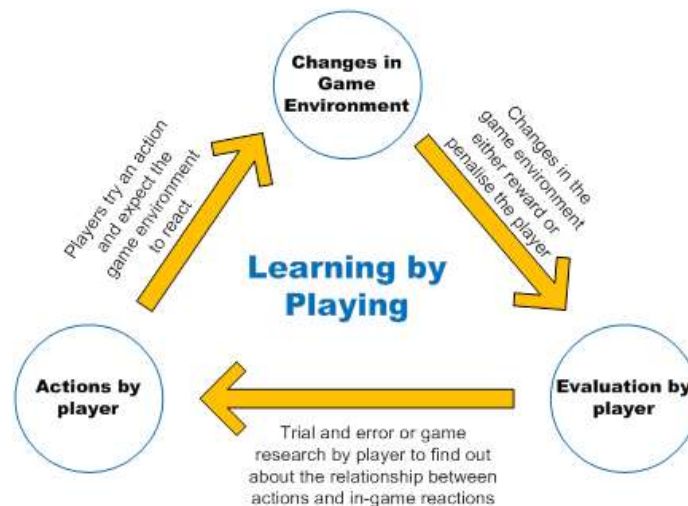 Changes in
Game
Environment
Players try an action
and expect the
game environment
to react
Changes in the
game environment
either reward or
penalise the player
Learning by
Playing
Actions by
player
Evaluation by
player
Trial and error or game
research by player to find out
about the relationship between
actions and in-game reactions